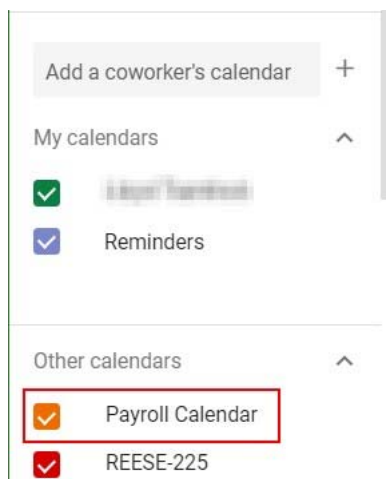 Add a coworker's calendar
My calendars
Reminders
Other calendars
Payroll Calendar
REESE-225